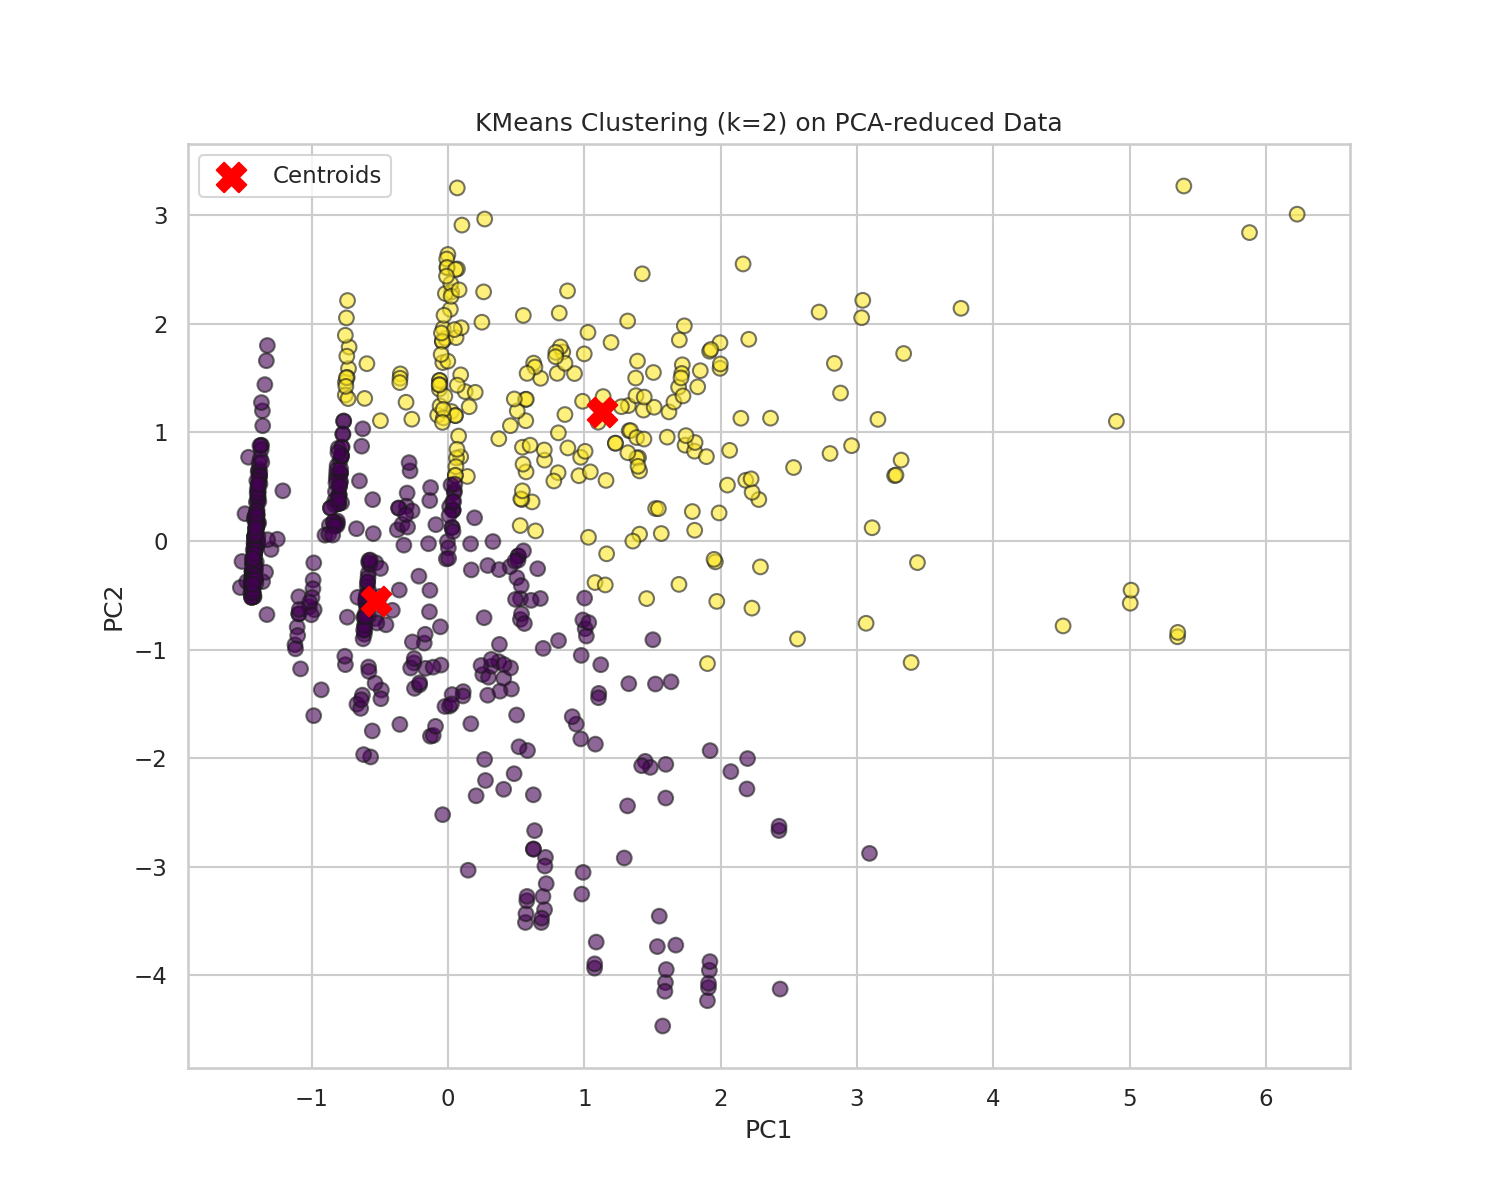 KMeans Clustering (k=2) on PCA-reduced Data
Centroids
3
2
1
0
−1
−2
−3
−4
PC2
−1 0 1 2 3 4 5 6
PC1